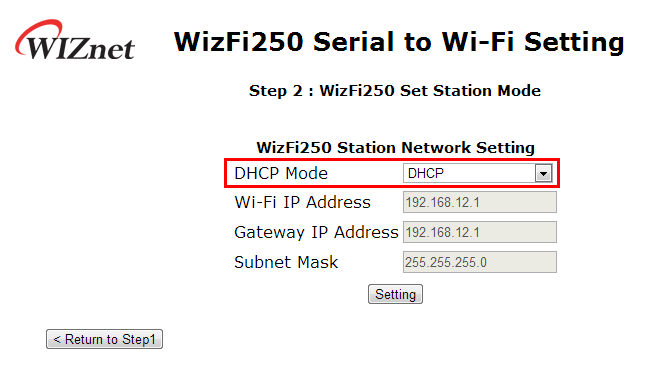 WIZnet
WizFi250 Serial to Wi-Fi Setting
Step 2 : WizFi250 Set Station Mode
WizFi250 Station Network Setting
DHCP Mode DHCP
Wi-Fi IP Address 192.168.12.1
Gateway IP Address 192.168.12.1
Subnet Mask 255.255.255.0
Setting
< Return to Step1